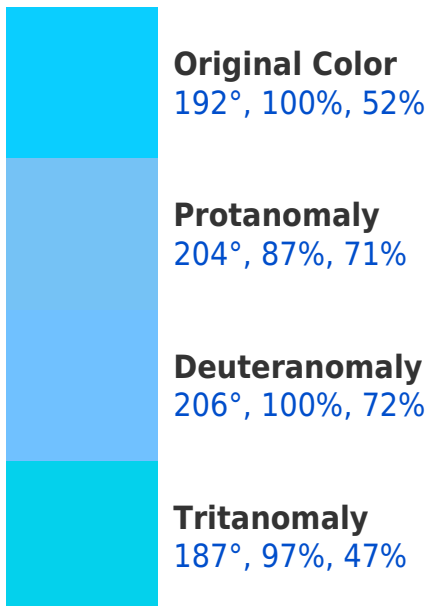 Original Color
192°, 100%, 52%
Protanomaly
204°, 87%, 71%
Deuteranomaly
206°, 100%, 72%
Tritanomaly
187°, 97%, 47%